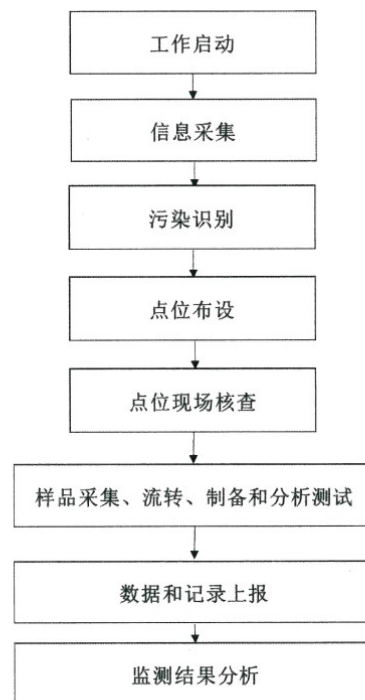 工作启动
信息采集
污染识别
点位布设
点位现场核查
样品采集、流转、制备和分析测试
数据和记录上报
监测结果分析